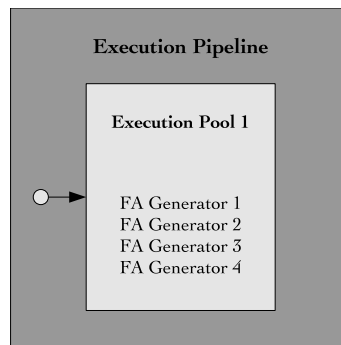 Execution Pipeline
Execution Pool 1
FA Generator 1
FA Generator 2
FA Generator 3
FA Generator 4